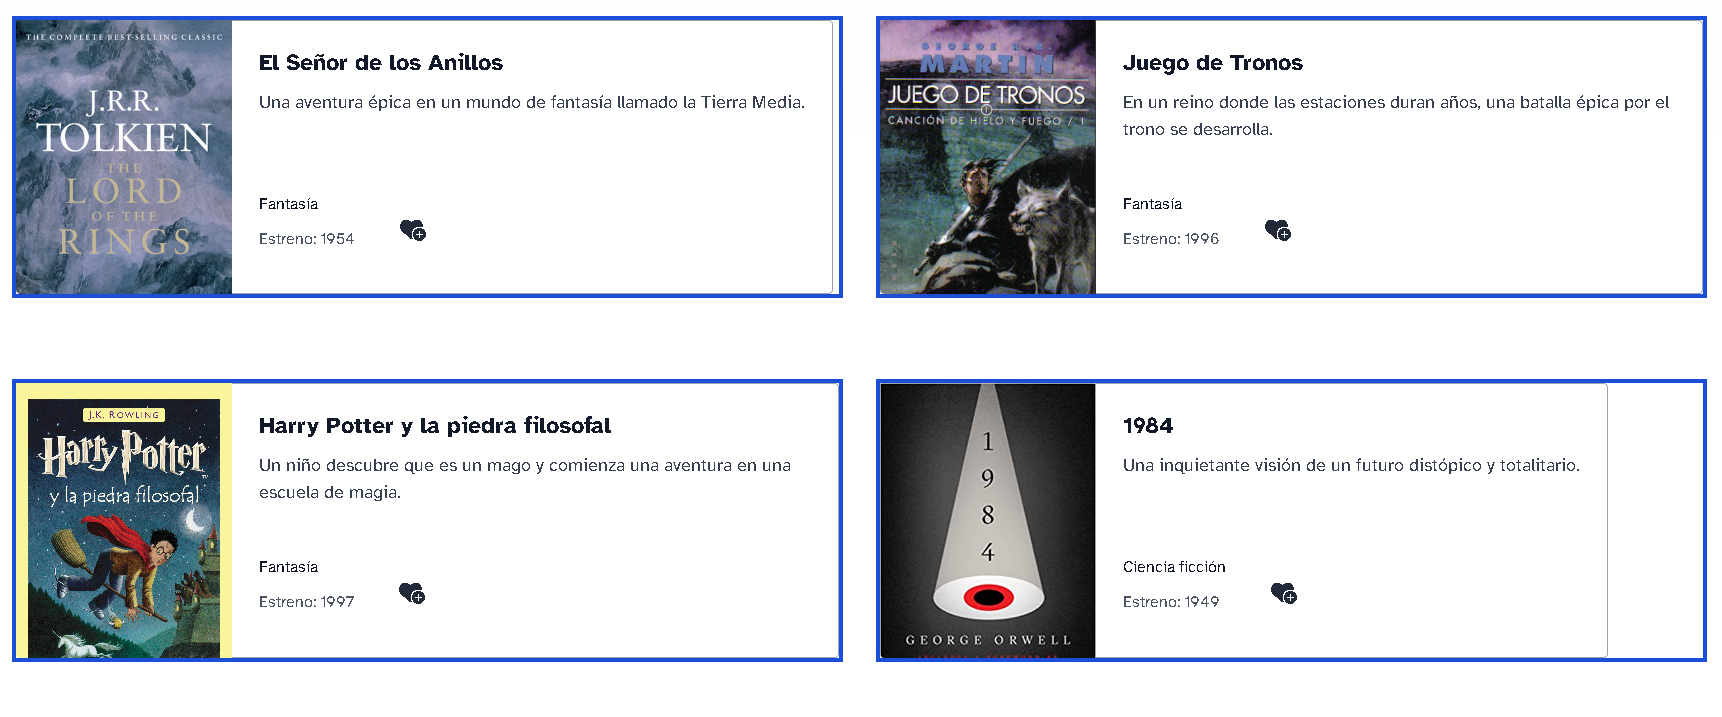 THE COMPLETE BEST-SELLING CLASSIC
J.R.R.
TOLKIEN
THE
LORD
OF THE
RINGS
El Señor de los Anillos
Una aventura épica en un mundo de fantasía llamado la Tierra Media.
Fantasía
Estreno: 1954
GEORGE R.R.
MARTIN
JUEGO DE TRONOS
CANCIÓN DE HIELO Y FUEGO / 1
Juego de Tronos
En un reino donde las estaciones duran años, una batalla épica por el
trono se desarrolla.
Fantasía
Estreno: 1996
J.K. ROWLING
Harry Potter
y la piedra filosofal
Harry Potter y la piedra filosofal
Un niño descubre que es un mago y comienza una aventura en una
escuela de magia.
Fantasía
Estreno: 1997
1
9
8
4
GEORGE ORWELL
1984
Una inquietante visión de un futuro distópico y totalitario.
Ciencia ficción
Estreno: 1949